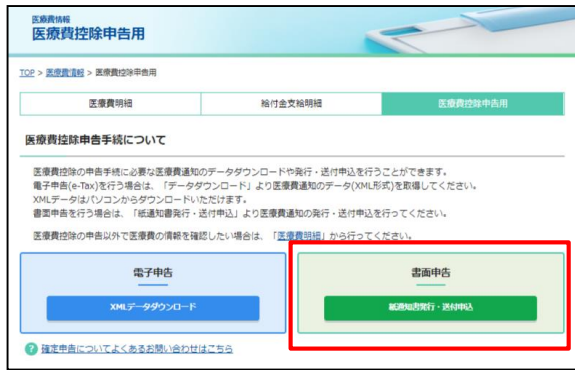 医療費情報
医療費控除申告用
TOP > 医療費情報 > 医療費控除申告用
医療費明細
給付金支給明細
医療費控除申告用
医療費控除申告手続について
医療費控除の申告手続に必要な医療費通知のデータダウンロードや発行・送付申込を行うことができます。
電子申告(e-Tax)を行う場合は、「データダウンロード」より医療費通知のデータ(XML形式)を取得してください。
XMLデータはパソコンからダウンロードいただけます。
書面申告を行う場合は、「紙通知書発行・送付申込」より医療費通知の発行・送付申込を行ってください。
医療費控除の申告以外で医療費の情報を確認したい場合は、「医療費明細」から行ってください。
電子申告
書面申告
XMLデータダウンロード
紙通知書発行・送付申込
? 確定申告についてよくあるお問い合わせはこちら